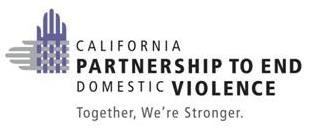 CALIFORNIA
PARTNERSHIP TO END
DOMESTIC VIOLENCE
Together, We're Stronger.